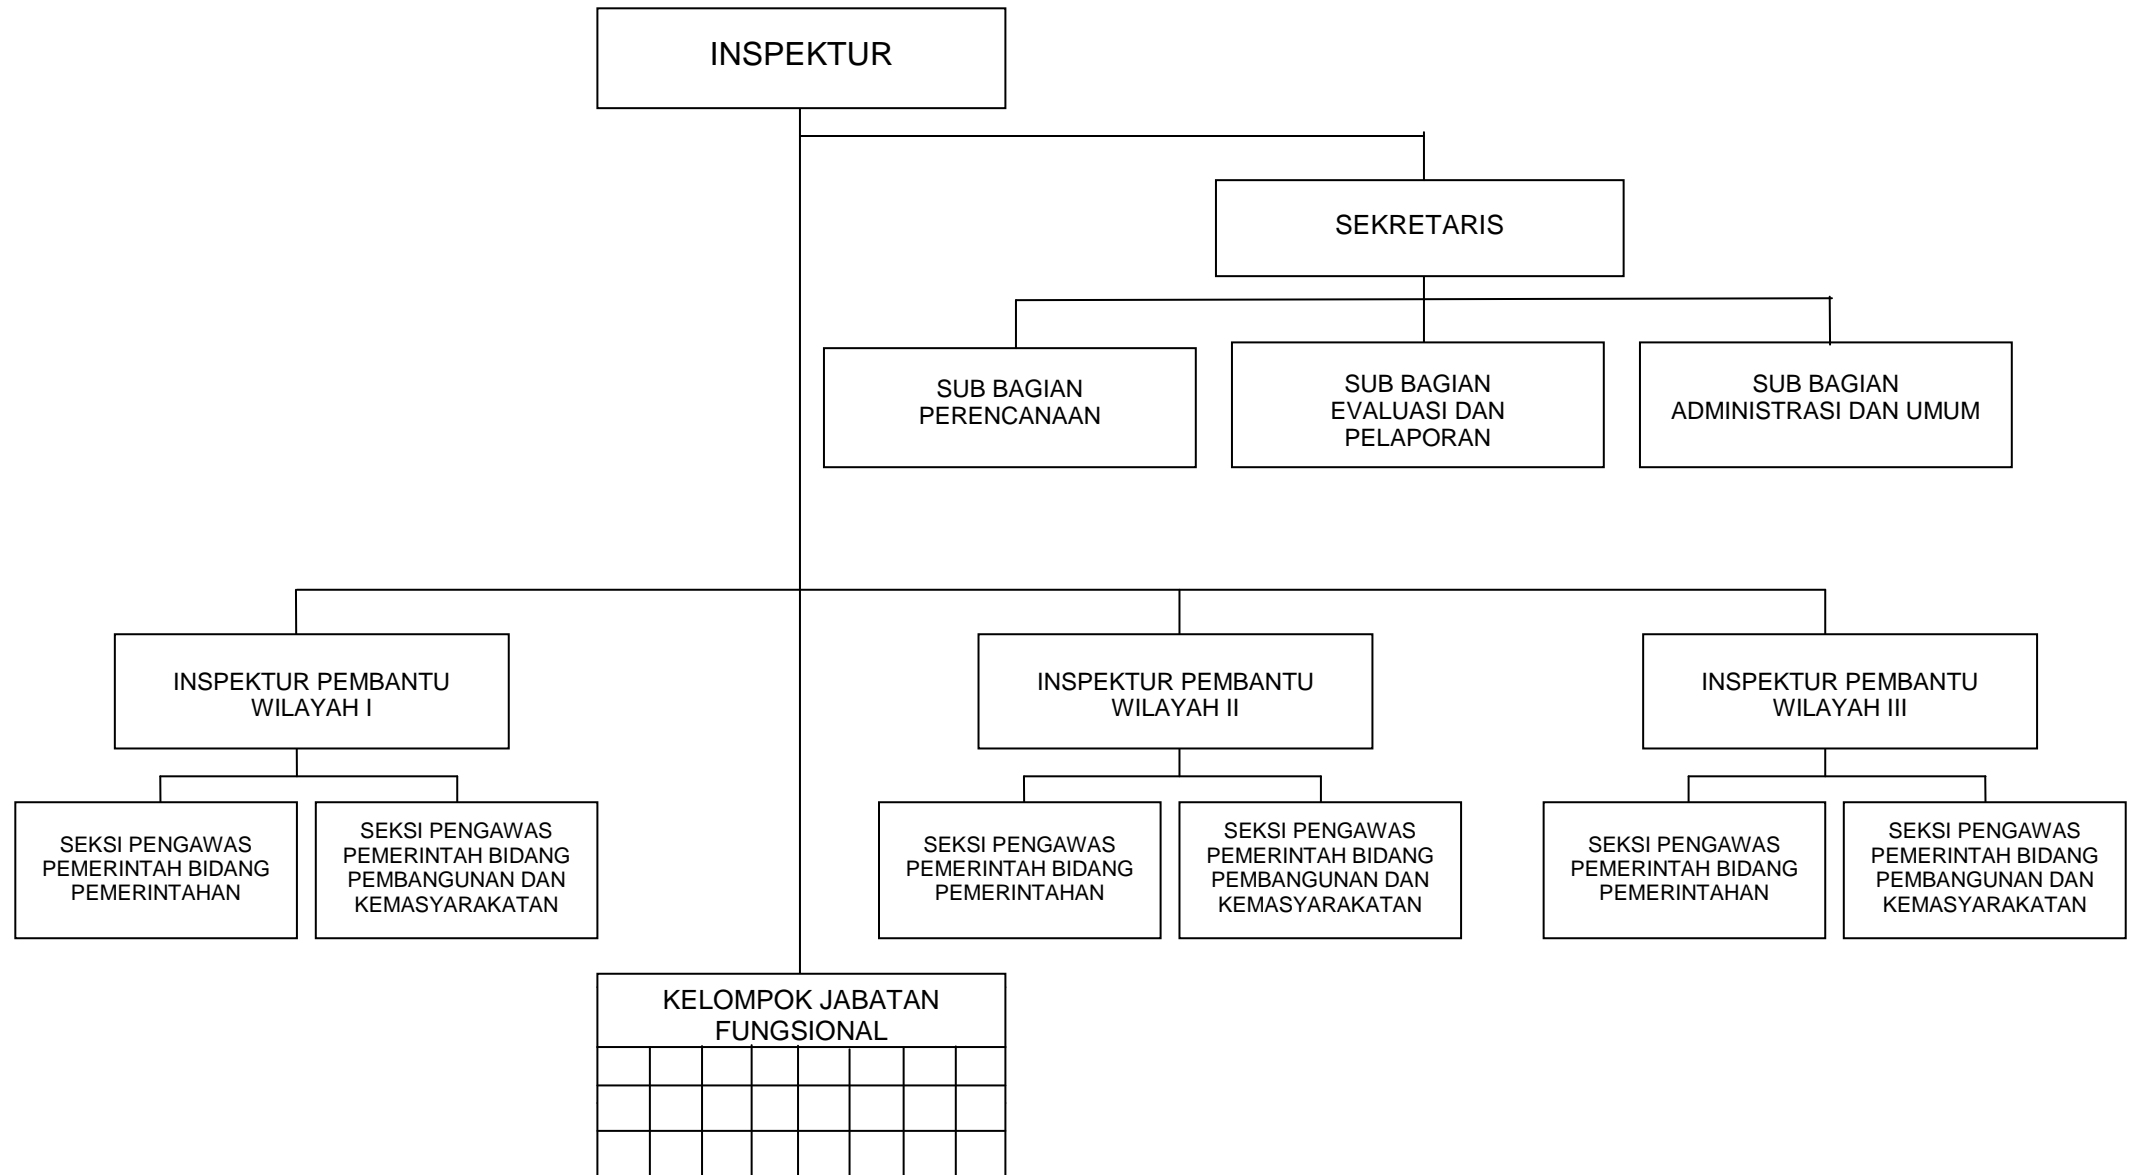 INSPEKTUR
SEKRETARIS
SUB BAGIAN
PERENCANAAN
SUB BAGIAN
EVALUASI DAN
PELAPORAN
SUB BAGIAN
ADMINISTRASI DAN UMUM
INSPEKTUR PEMBANTU
WILAYAH I
INSPEKTUR PEMBANTU
WILAYAH II
INSPEKTUR PEMBANTU
WILAYAH III
SEKSI PENGAWAS
PEMERINTAH BIDANG
PEMERINTAHAN
SEKSI PENGAWAS
PEMERINTAH BIDANG
PEMBANGUNAN DAN
KEMASYARAKATAN
SEKSI PENGAWAS
PEMERINTAH BIDANG
PEMERINTAHAN
SEKSI PENGAWAS
PEMERINTAH BIDANG
PEMBANGUNAN DAN
KEMASYARAKATAN
SEKSI PENGAWAS
PEMERINTAH BIDANG
PEMERINTAHAN
SEKSI PENGAWAS
PEMERINTAH BIDANG
PEMBANGUNAN DAN
KEMASYARAKATAN
KELOMPOK JABATAN
FUNGSIONAL